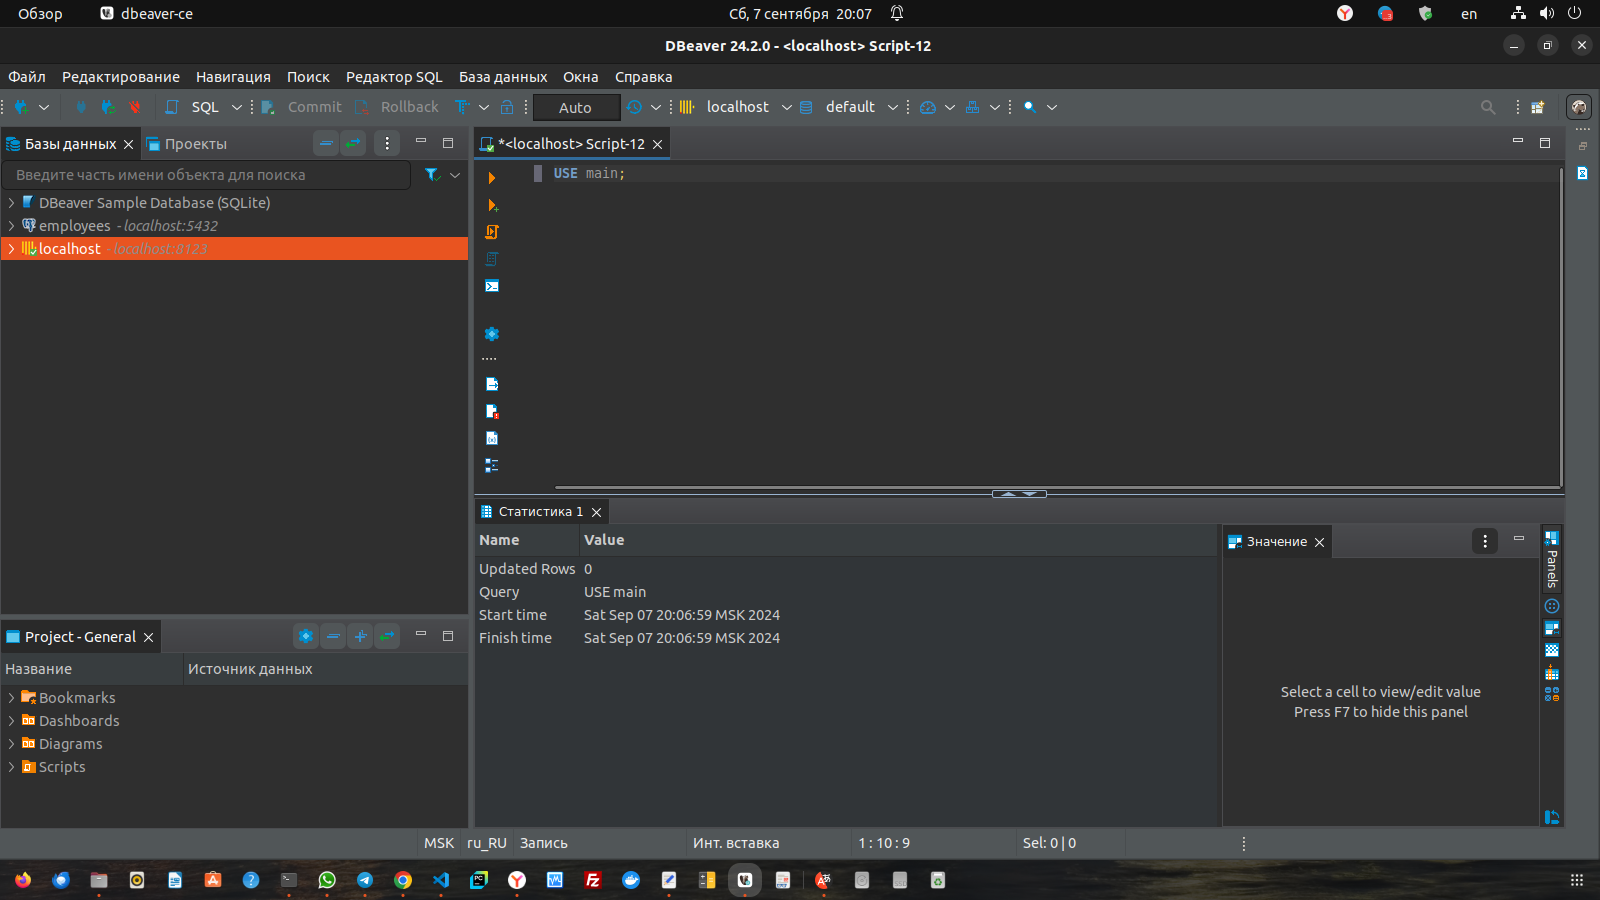 Обзор
dbeaver-ce
Сб, 7 сентября 20:07
en
DBeaver 24.2.0 - <localhost> Script-12
Файл Редактирование Навигация Поиск Редактор SQL База данных Окна Справка
SQL Commit Rollback Auto localhost default
Базы данных
Проекты
Введите часть имени объекта для поиска
DBeaver Sample Database (SQLite)
employees - localhost:5432
localhost - localhost:8123
*<localhost> Script-12
USE main;
Project - General
Название Источник данных
Bookmarks
Dashboards
Diagrams
Scripts
Статистика 1
Name Value
Updated Rows 0
Query USE main
Start time Sat Sep 07 20:06:59 MSK 2024
Finish time Sat Sep 07 20:06:59 MSK 2024
Значение
Select a cell to view/edit value
Press F7 to hide this panel
Panels
MSK ru_RU Запись Инт. вставка 1 : 10 : 9 Sel: 0 | 0